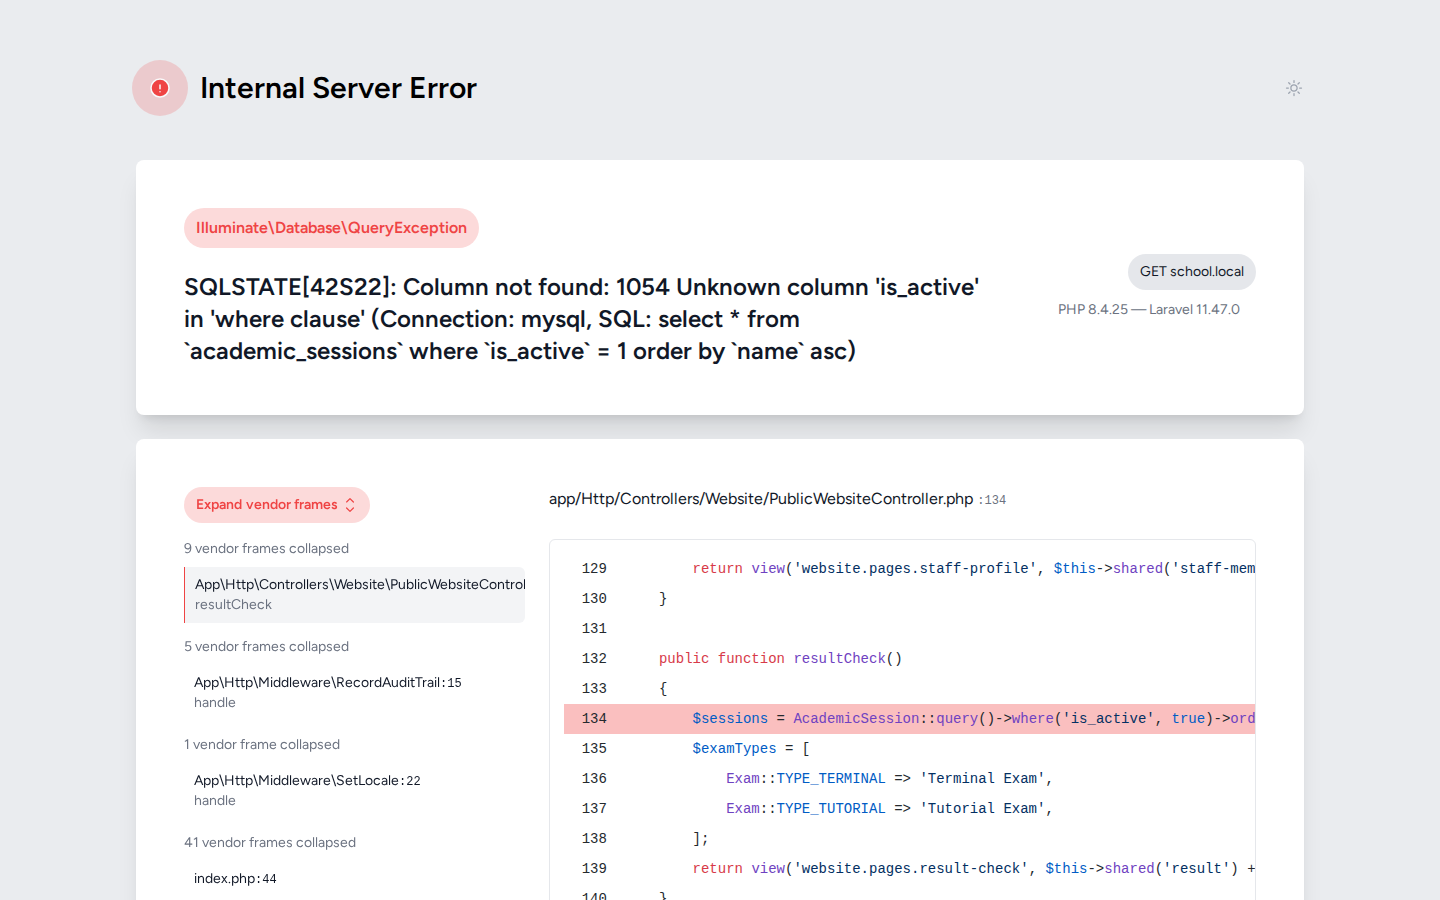 Internal Server Error
Illuminate\Database\QueryException
SQLSTATE[42S22]: Column not found: 1054 Unknown column 'is_active'
in 'where clause' (Connection: mysql, SQL: select * from
`academic_sessions` where `is_active` = 1 order by `name` asc)
GET school.local
PHP 8.4.25 — Laravel 11.47.0
Expand vendor frames
9 vendor frames collapsed
App\Http\Controllers\Website\PublicWebsiteControl
resultCheck
5 vendor frames collapsed
App\Http\Middleware\RecordAuditTrail:15
handle
1 vendor frame collapsed
App\Http\Middleware\SetLocale:22
handle
41 vendor frames collapsed
index.php:44
app/Http/Controllers/Website/PublicWebsiteController.php :134
129         return view('website.pages.staff-profile', $this->shared('staff-mem
130     }
131
132     public function resultCheck()
133     {
134         $sessions = AcademicSession::query()->where('is_active', true)->ord
135         $examTypes = [
136             Exam::TYPE_TERMINAL => 'Terminal Exam',
137             Exam::TYPE_TUTORIAL => 'Tutorial Exam',
138         ];
139         return view('website.pages.result-check', $this->shared('result') +
140     }